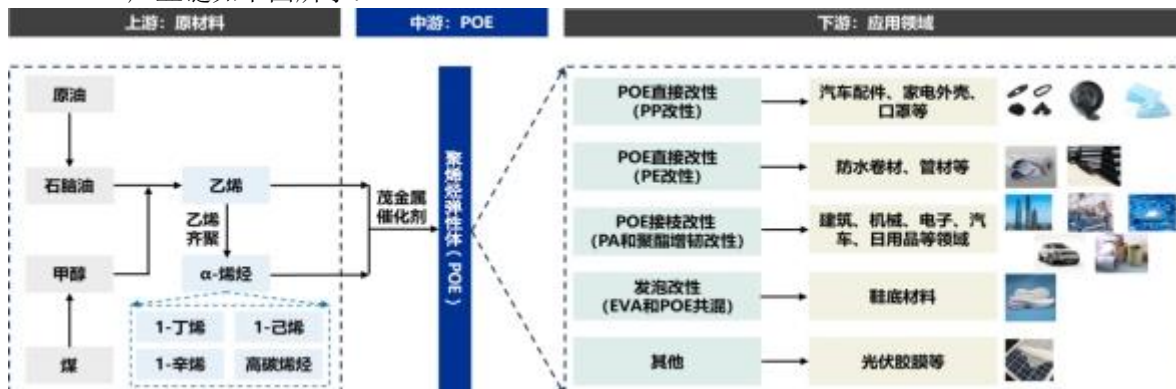 上游：原材料
中游：POE
下游：应用领域
原油
石脑油
甲醇
煤
乙烯
乙烯
齐聚
α-烯烃
1-丁烯
1-己烯
1-辛烯
高碳烯烃
茂金属
催化剂
聚烯烃弹性体（POE）
POE直接改性
(PP改性)
汽车配件、家电外壳、
口罩等
POE直接改性
(PE改性)
防水卷材、管材等
POE接枝改性
(PA和聚酯增韧改性)
建筑、机械、电子、汽
车、日用品等领域
发泡改性
(EVA和POE共混)
鞋底材料
其他
光伏胶膜等